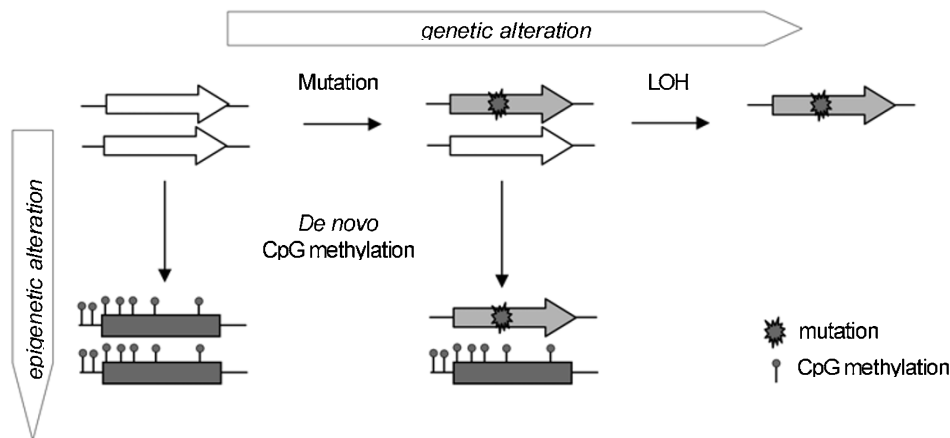 genetic alteration
Mutation
LOH
epigenetic alteration
De novo
CpG methylation
mutation
CpG methylation